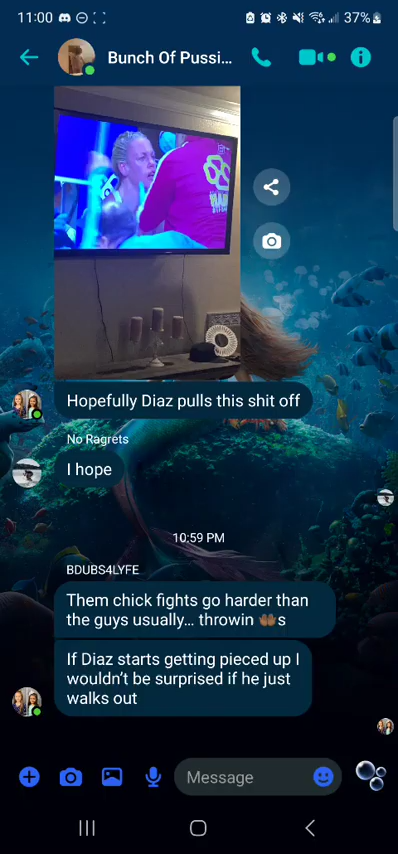 11:00
37%
Bunch Of Pussi...
Hopefully Diaz pulls this shit off
No Ragrets
I hope
10:59 PM
BDUBS4LYFE
Them chick fights go harder than
the guys usually... throwin 🤲🏾s
If Diaz starts getting pieced up I
wouldn't be surprised if he just
walks out
Message